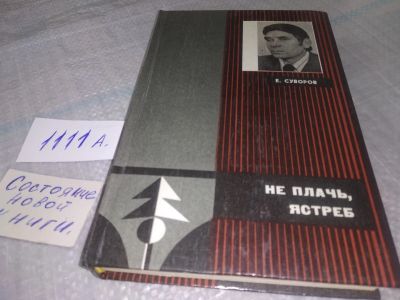 Е. СУВОРОВ
НЕ ПЛАЧЬ,
ЯСТРЕБ
1111 А.
Состояние
новой
книги.